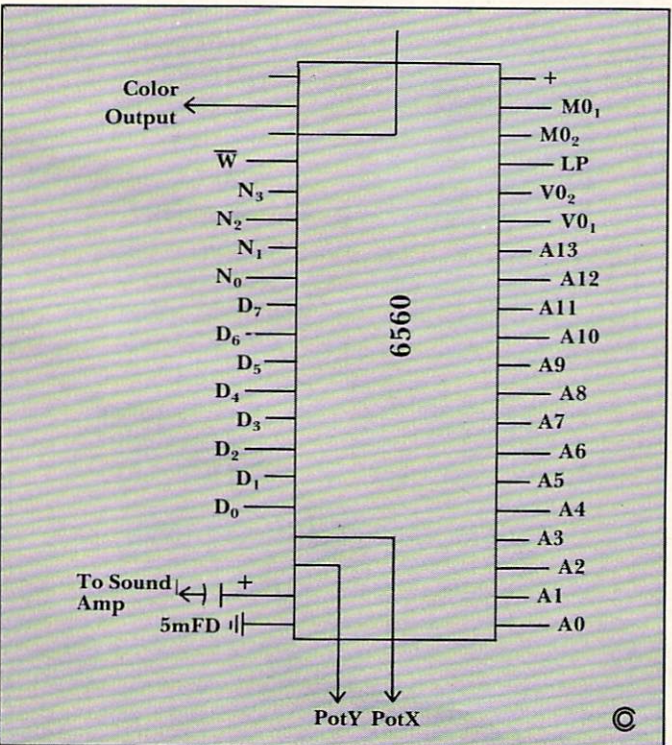 Color
Output
+
M0₁
M0₂
W̅
LP
N₃
V0₂
N₂
V0₁
N₁
A13
N₀
A12
D₇
A11
D₆
A10
D₅
A9
D₄
A8
D₃
A7
D₂
A6
D₁
A5
D₀
A4
A3
A2
6560
To Sound
Amp
+
A1
5mFD
A0
PotY PotX